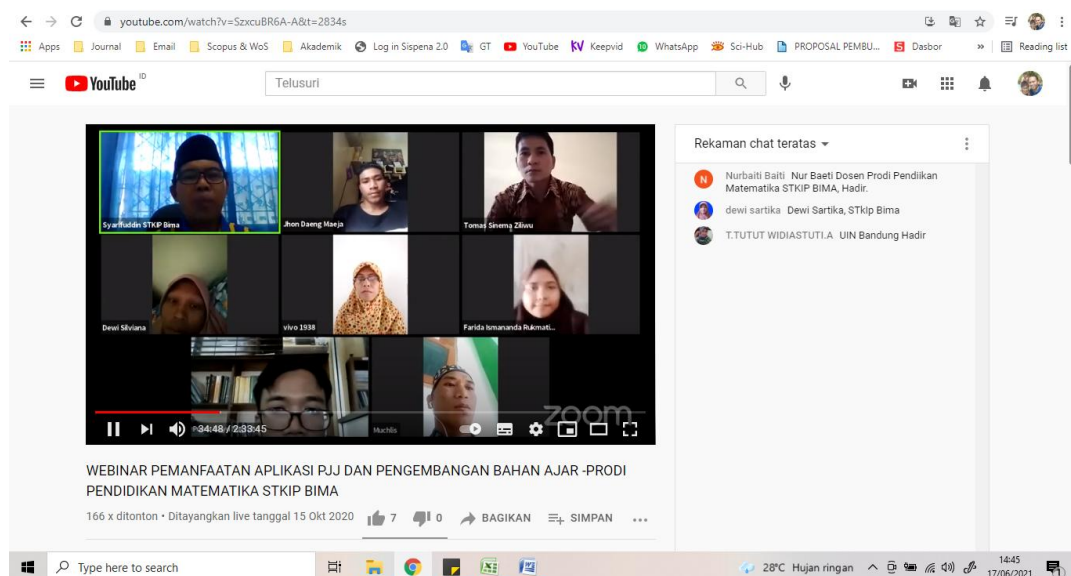 youtube.com/watch?v=SzxcuBR6A-A&t=2834s
Apps Journal Email Scopus & WoS Akademik Log in Sispena 2.0 GT YouTube Keepvid WhatsApp Sci-Hub PROPOSAL PEMBU... Dasbor » Reading list
YouTube ID
Telusuri
Syarifuddin STKIP Bima
Jhon Daeng Maeja
Tomas Sinema Ziliwu
Dewi Silviana
vivo 1938
Farida Ismananda Rukmati...
Muchlis
zoom
34:48 / 2:33:45
WEBINAR PEMANFAATAN APLIKASI PJJ DAN PENGEMBANGAN BAHAN AJAR -PRODI
PENDIDIKAN MATEMATIKA STKIP BIMA
166 x ditonton • Ditayangkan live tanggal 15 Okt 2020
7
0
BAGIKAN
SIMPAN
Rekaman chat teratas
N
Nurbaiti Baiti Nur Baeti Dosen Prodi Pendiikan
Matematika STKIP BIMA, Hadir.
dewi sartika Dewi Sartika, STkIp Bima
T.TUTUT WIDIASTUTI.A UIN Bandung Hadir
Type here to search
28°C Hujan ringan
14:45
17/06/2021